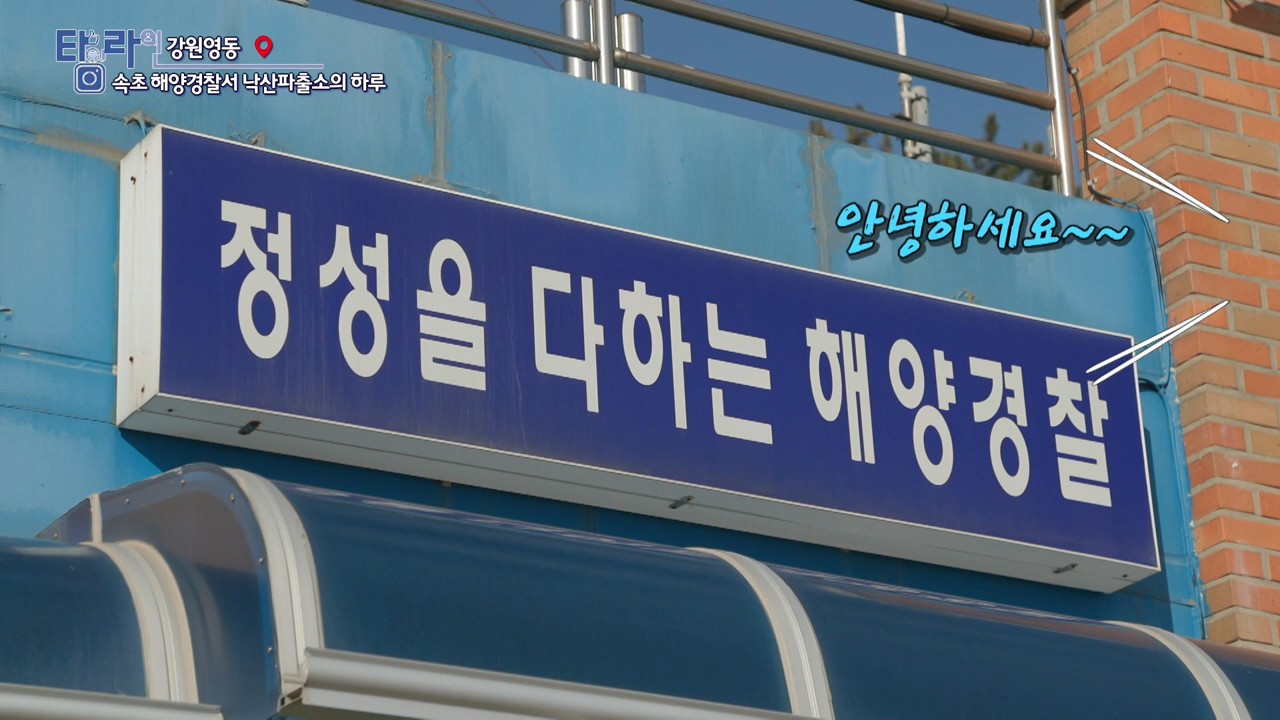 탐라의 강원영동
속초 해양경찰서 낙산파출소의 하루
안녕하세요~~
정성을 다하는 해양경찰